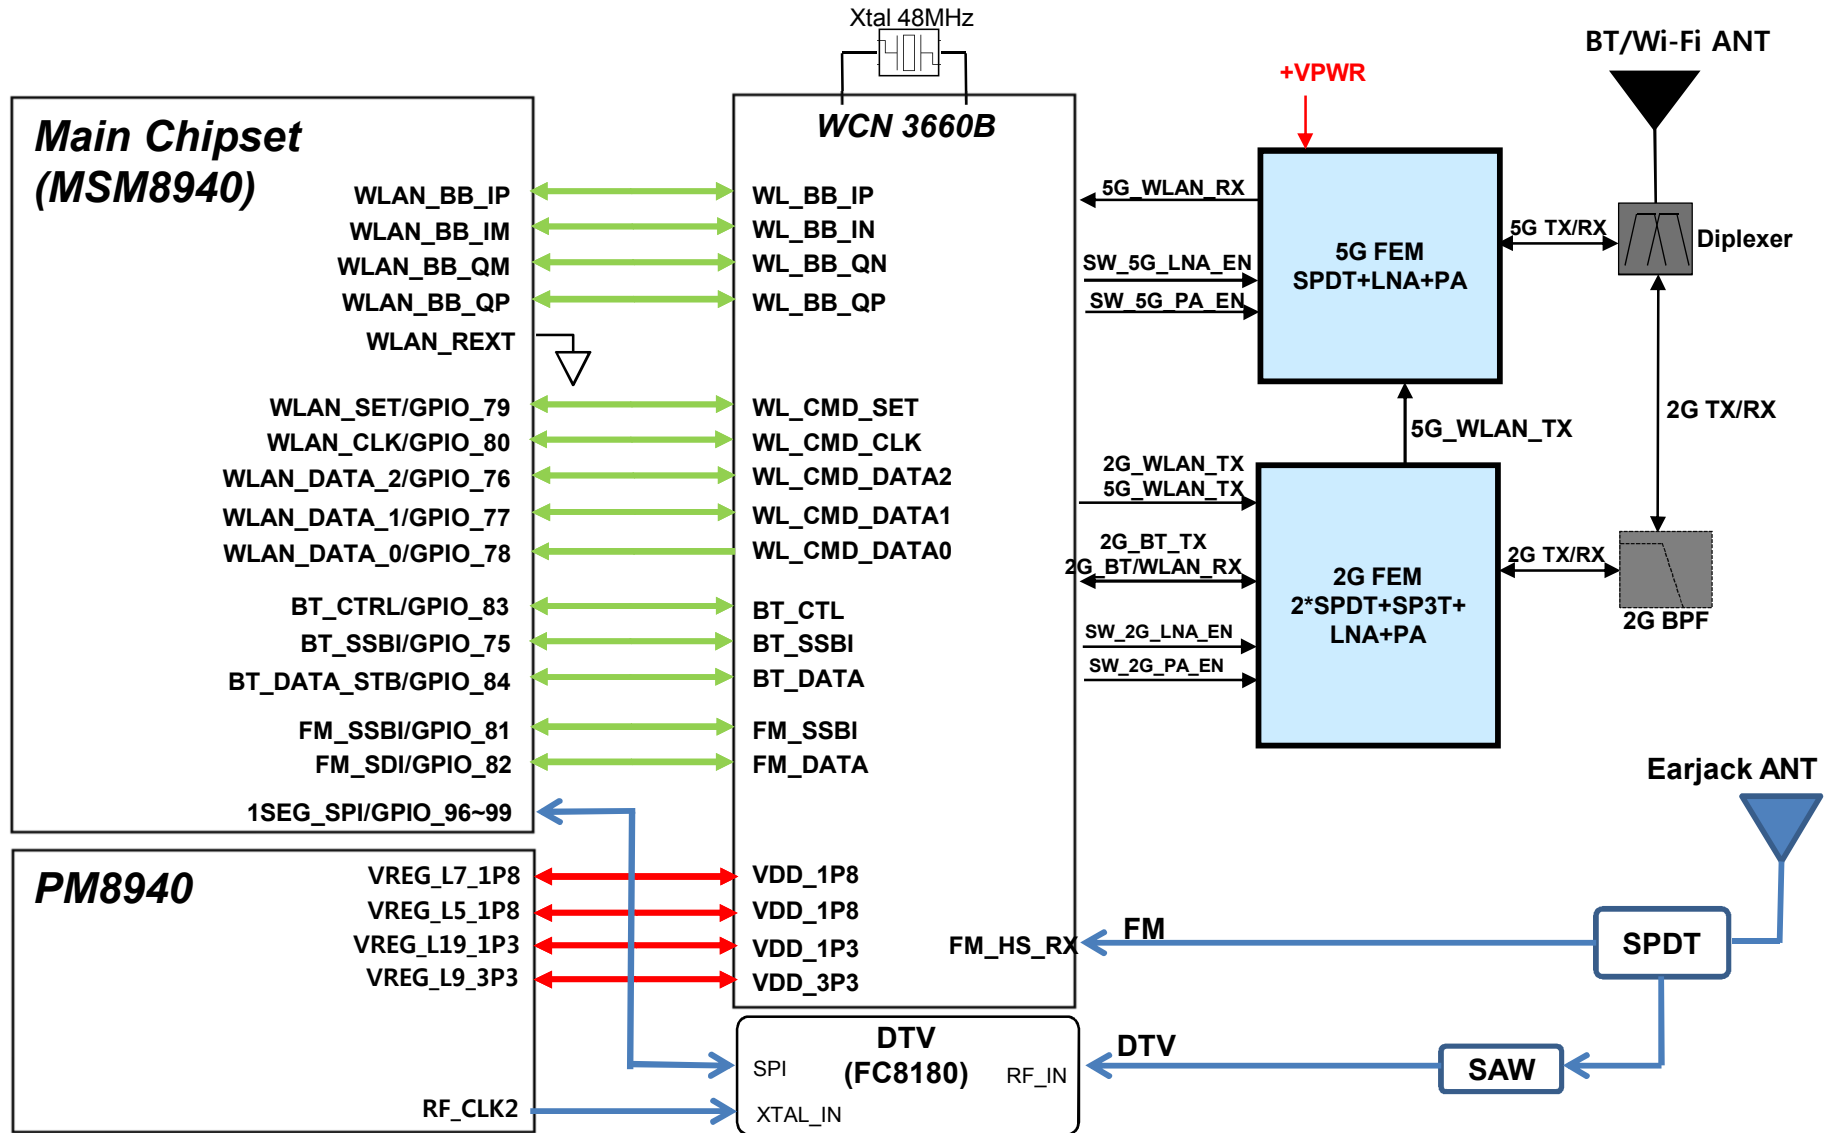 Xtal 48MHz
BT/Wi-Fi ANT
+VPWR
Main Chipset
(MSM8940)
WLAN_BB_IP
WLAN_BB_IM
WLAN_BB_QM
WLAN_BB_QP
WLAN_REXT
WLAN_SET/GPIO_79
WLAN_CLK/GPIO_80
WLAN_DATA_2/GPIO_76
WLAN_DATA_1/GPIO_77
WLAN_DATA_0/GPIO_78
BT_CTRL/GPIO_83
BT_SSBI/GPIO_75
BT_DATA_STB/GPIO_84
FM_SSBI/GPIO_81
FM_SDI/GPIO_82
1SEG_SPI/GPIO_96~99
PM8940
VREG_L7_1P8
VREG_L5_1P8
VREG_L19_1P3
VREG_L9_3P3
RF_CLK2
WCN 3660B
WL_BB_IP
WL_BB_IN
WL_BB_QN
WL_BB_QP
WL_CMD_SET
WL_CMD_CLK
WL_CMD_DATA2
WL_CMD_DATA1
WL_CMD_DATA0
BT_CTL
BT_SSBI
BT_DATA
FM_SSBI
FM_DATA
VDD_1P8
VDD_1P8
VDD_1P3
VDD_3P3
FM_HS_RX
DTV
(FC8180)
SPI
RF_IN
XTAL_IN
5G_WLAN_RX
SW_5G_LNA_EN
SW_5G_PA_EN
5G FEM
SPDT+LNA+PA
5G TX/RX
Diplexer
2G TX/RX
5G_WLAN_TX
2G_WLAN_TX
5G_WLAN_TX
2G_BT_TX
2G_BT/WLAN_RX
SW_2G_LNA_EN
SW_2G_PA_EN
2G FEM
2*SPDT+SP3T+
LNA+PA
2G TX/RX
2G BPF
Earjack ANT
FM
SPDT
DTV
SAW